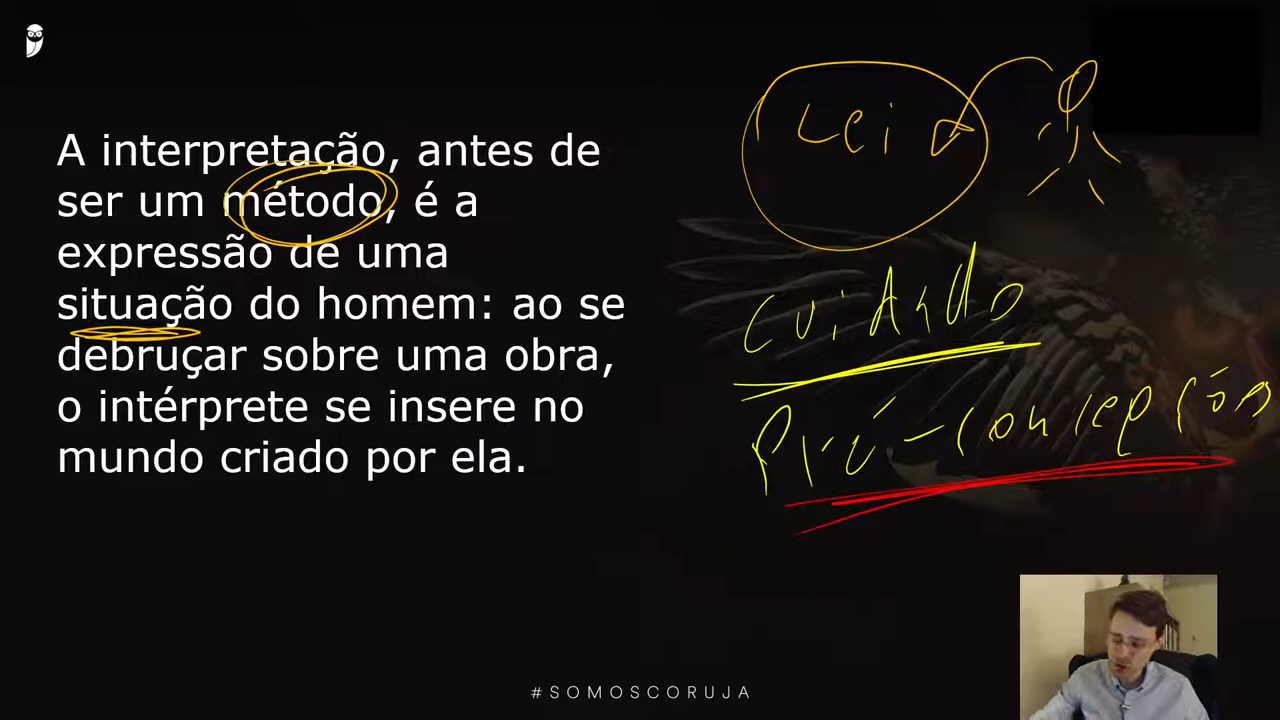 A interpretação, antes de
ser um método, é a
expressão de uma
situação do homem: ao se
debruçar sobre uma obra,
o intérprete se insere no
mundo criado por ela.
Lei
cuidado
Pré-concepções
#SOMOSCORUJA